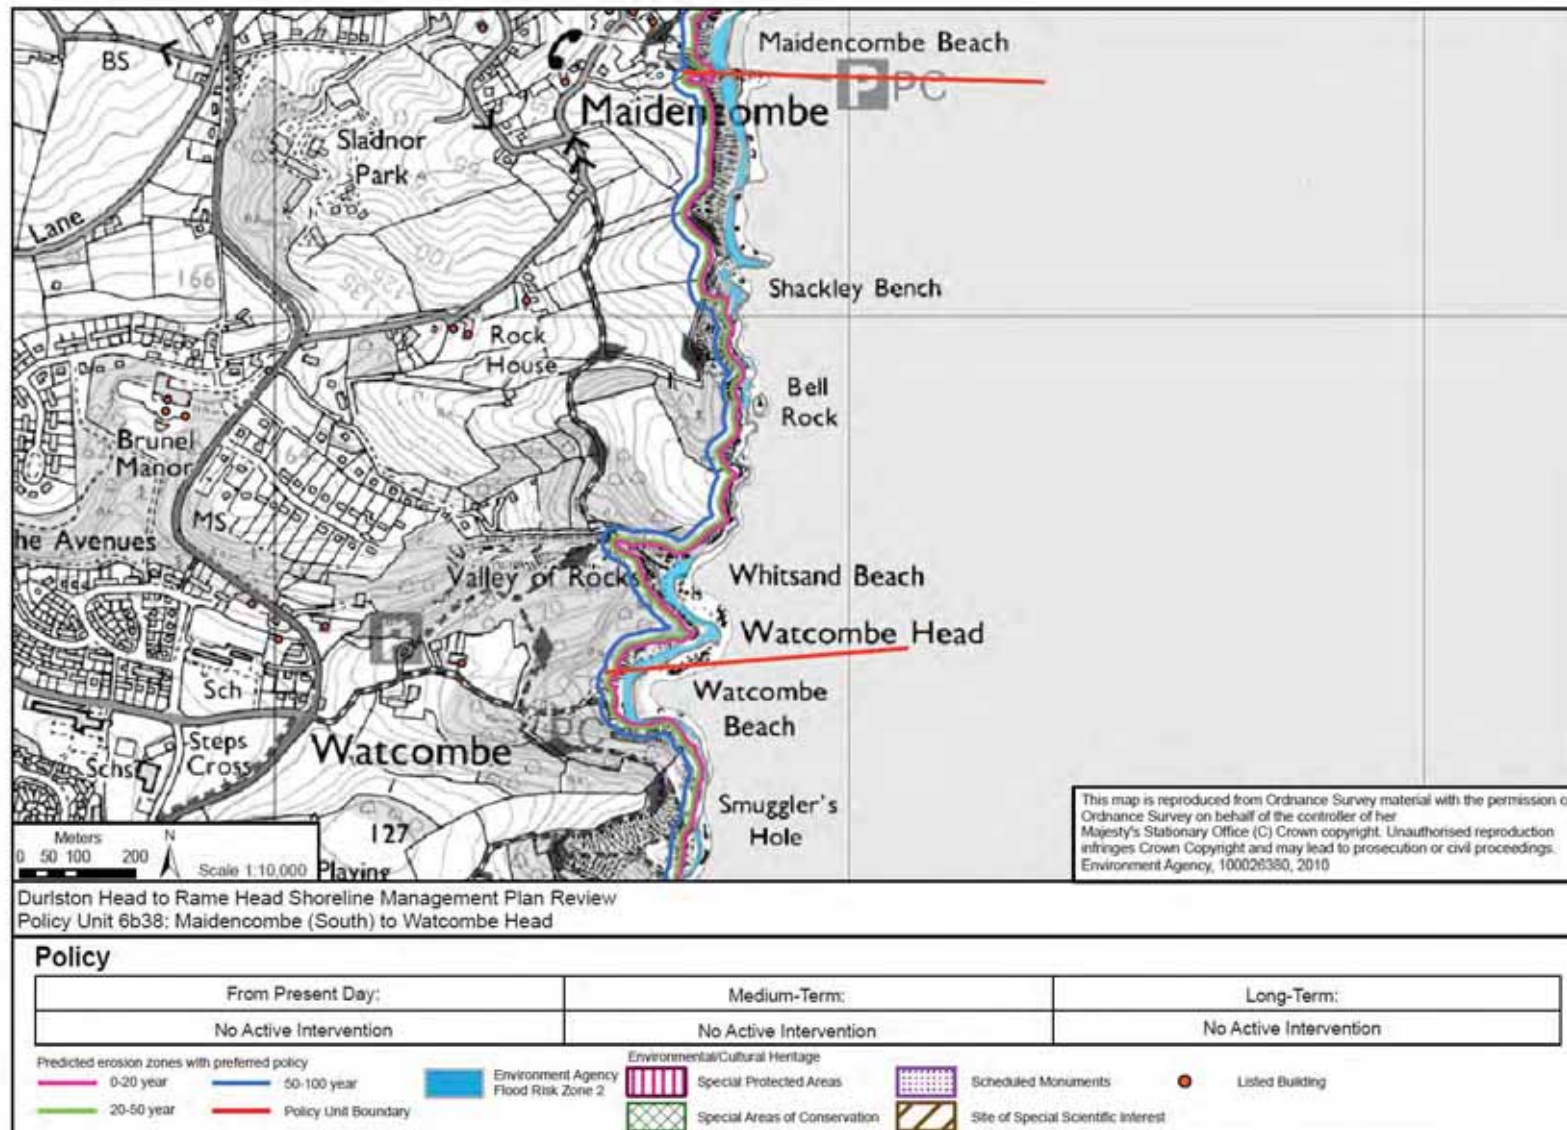 Maidencombe Beach
BS
P PC
Maidencombe
Sladnor
Park
Lane
166
100
125
135
Shackley Bench
Rock
House
Bell
Rock
Brunel
Manor
64
MS
he Avenues
Valley of Rocks
70
Whitsand Beach
Watcombe Head
P
Sch
Watcombe
Beach
PC
Steps
Cross
Watcombe
Schs
Smuggler's
Hole
127
Playing
Meters
N
0 50 100 200
Scale 1:10,000
This map is reproduced from Ordnance Survey material with the permission o
Ordnance Survey on behalf of the controller of her
Majesty's Stationary Office (C) Crown copyright. Unauthorised reproduction
infringes Crown Copyright and may lead to prosecution or civil proceedings.
Environment Agency, 100026380, 2010
Durlston Head to Rame Head Shoreline Management Plan Review
Policy Unit 6b38: Maidencombe (South) to Watcombe Head
Policy
From Present Day: Medium-Term: Long-Term:
No Active Intervention No Active Intervention No Active Intervention
Predicted erosion zones with preferred policy
0-20 year
50-100 year
20-50 year
Policy Unit Boundary
Environment Agency
Flood Risk Zone 2
Environmental/Cultural Heritage
Special Protected Areas
Scheduled Monuments
Listed Building
Special Areas of Conservation
Site of Special Scientific Interest